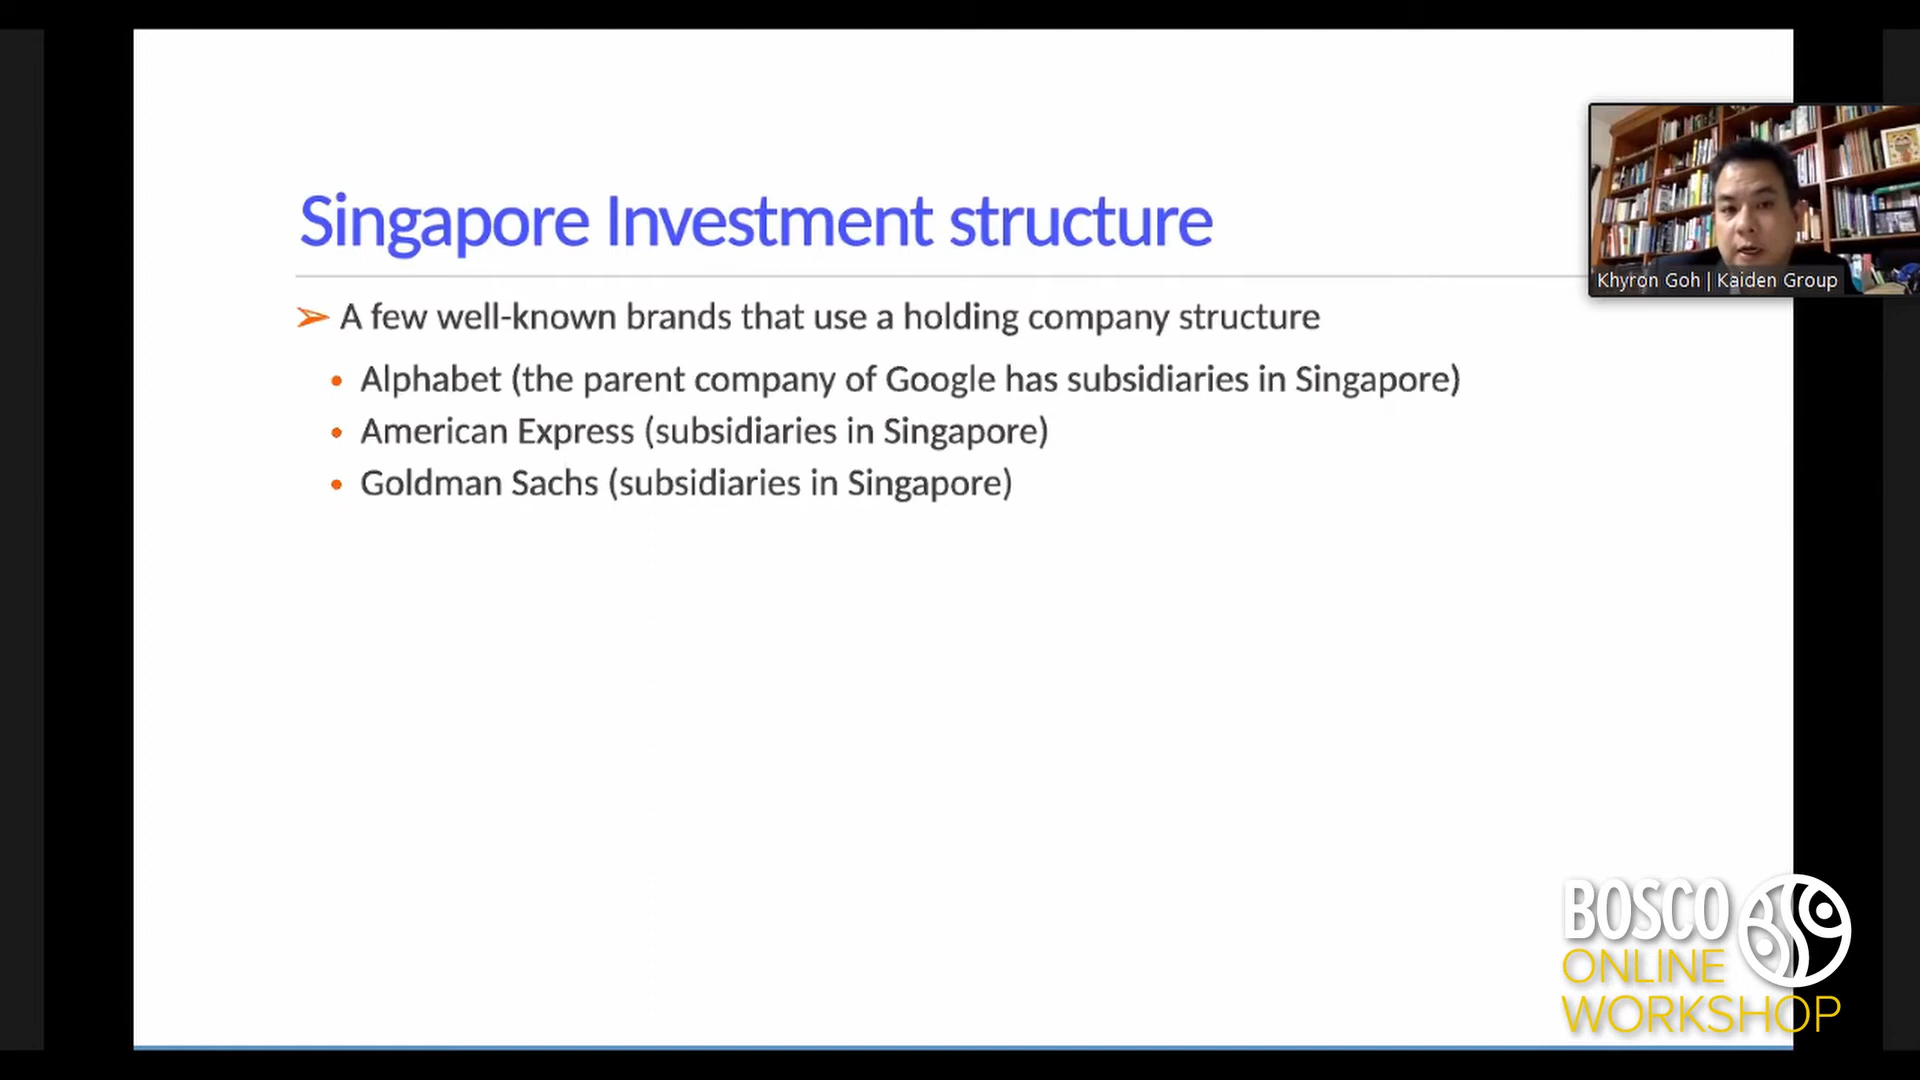 Singapore Investment structure
➢ A few well-known brands that use a holding company structure
• Alphabet (the parent company of Google has subsidiaries in Singapore)
• American Express (subsidiaries in Singapore)
• Goldman Sachs (subsidiaries in Singapore)
Khyron Goh | Kaiden Group
BOSCO
ONLINE
WORKSHOP